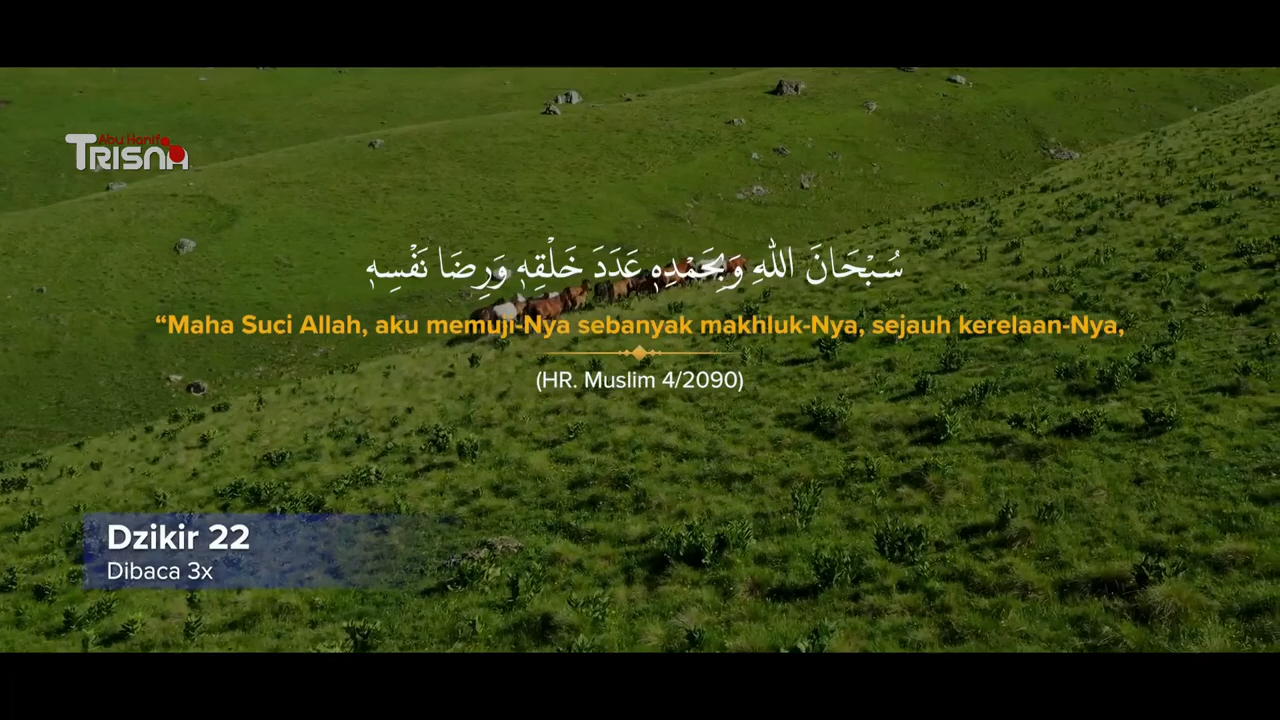 Abu Hanif
TRISNA
سُبْحَانَ اللهِ وَبِحَمْدِهِ عَدَدَ خَلْقِهِ وَرِضَا نَفْسِهِ
“Maha Suci Allah, aku memuji-Nya sebanyak makhluk-Nya, sejauh kerelaan-Nya,
(HR. Muslim 4/2090)
Dzikir 22
Dibaca 3x